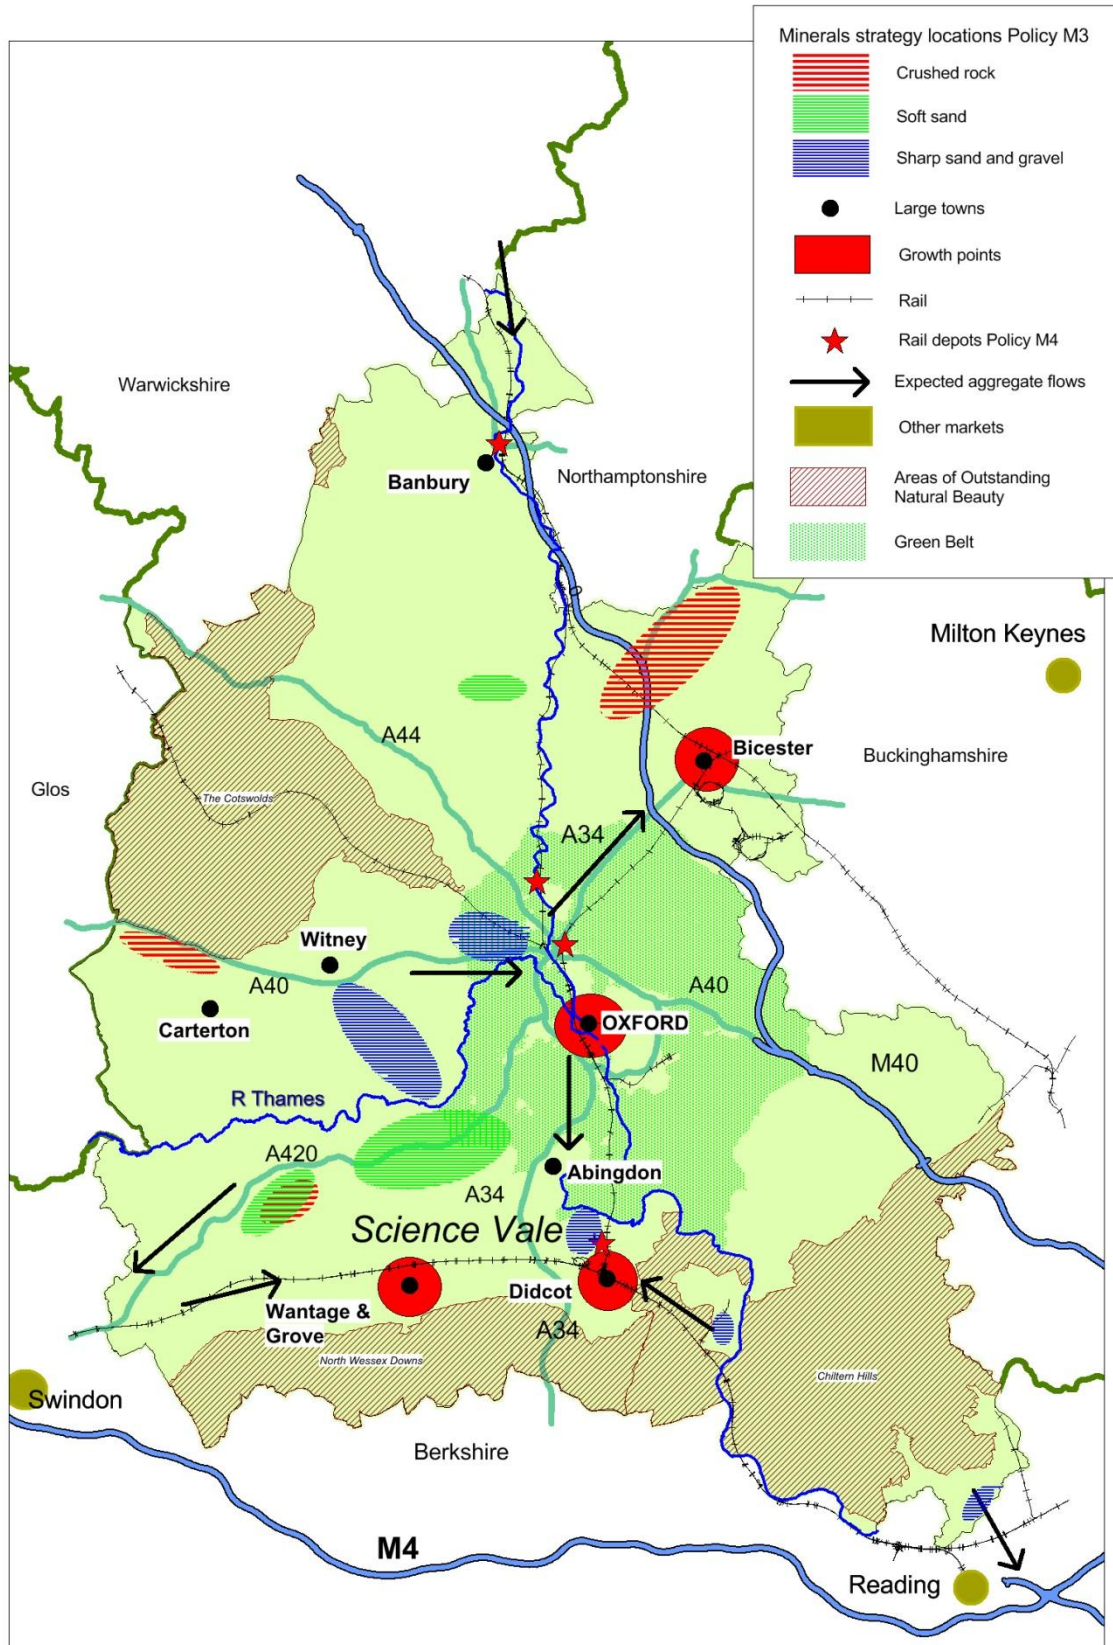 Minerals strategy locations Policy M3
Crushed rock
Soft sand
Sharp sand and gravel
Large towns
Growth points
Rail
Rail depots Policy M4
Expected aggregate flows
Other markets
Areas of Outstanding
Natural Beauty
Green Belt
Warwickshire
Banbury
Northamptonshire
Milton Keynes
A44
Bicester
Buckinghamshire
Glos
The Cotswolds
A34
Witney
A40
A40
Carterton
OXFORD
M40
R Thames
A420
Abingdon
A34
Science Vale
Didcot
Wantage &
Grove
A34
North Wessex Downs
Chiltern Hills
Swindon
Berkshire
M4
Reading